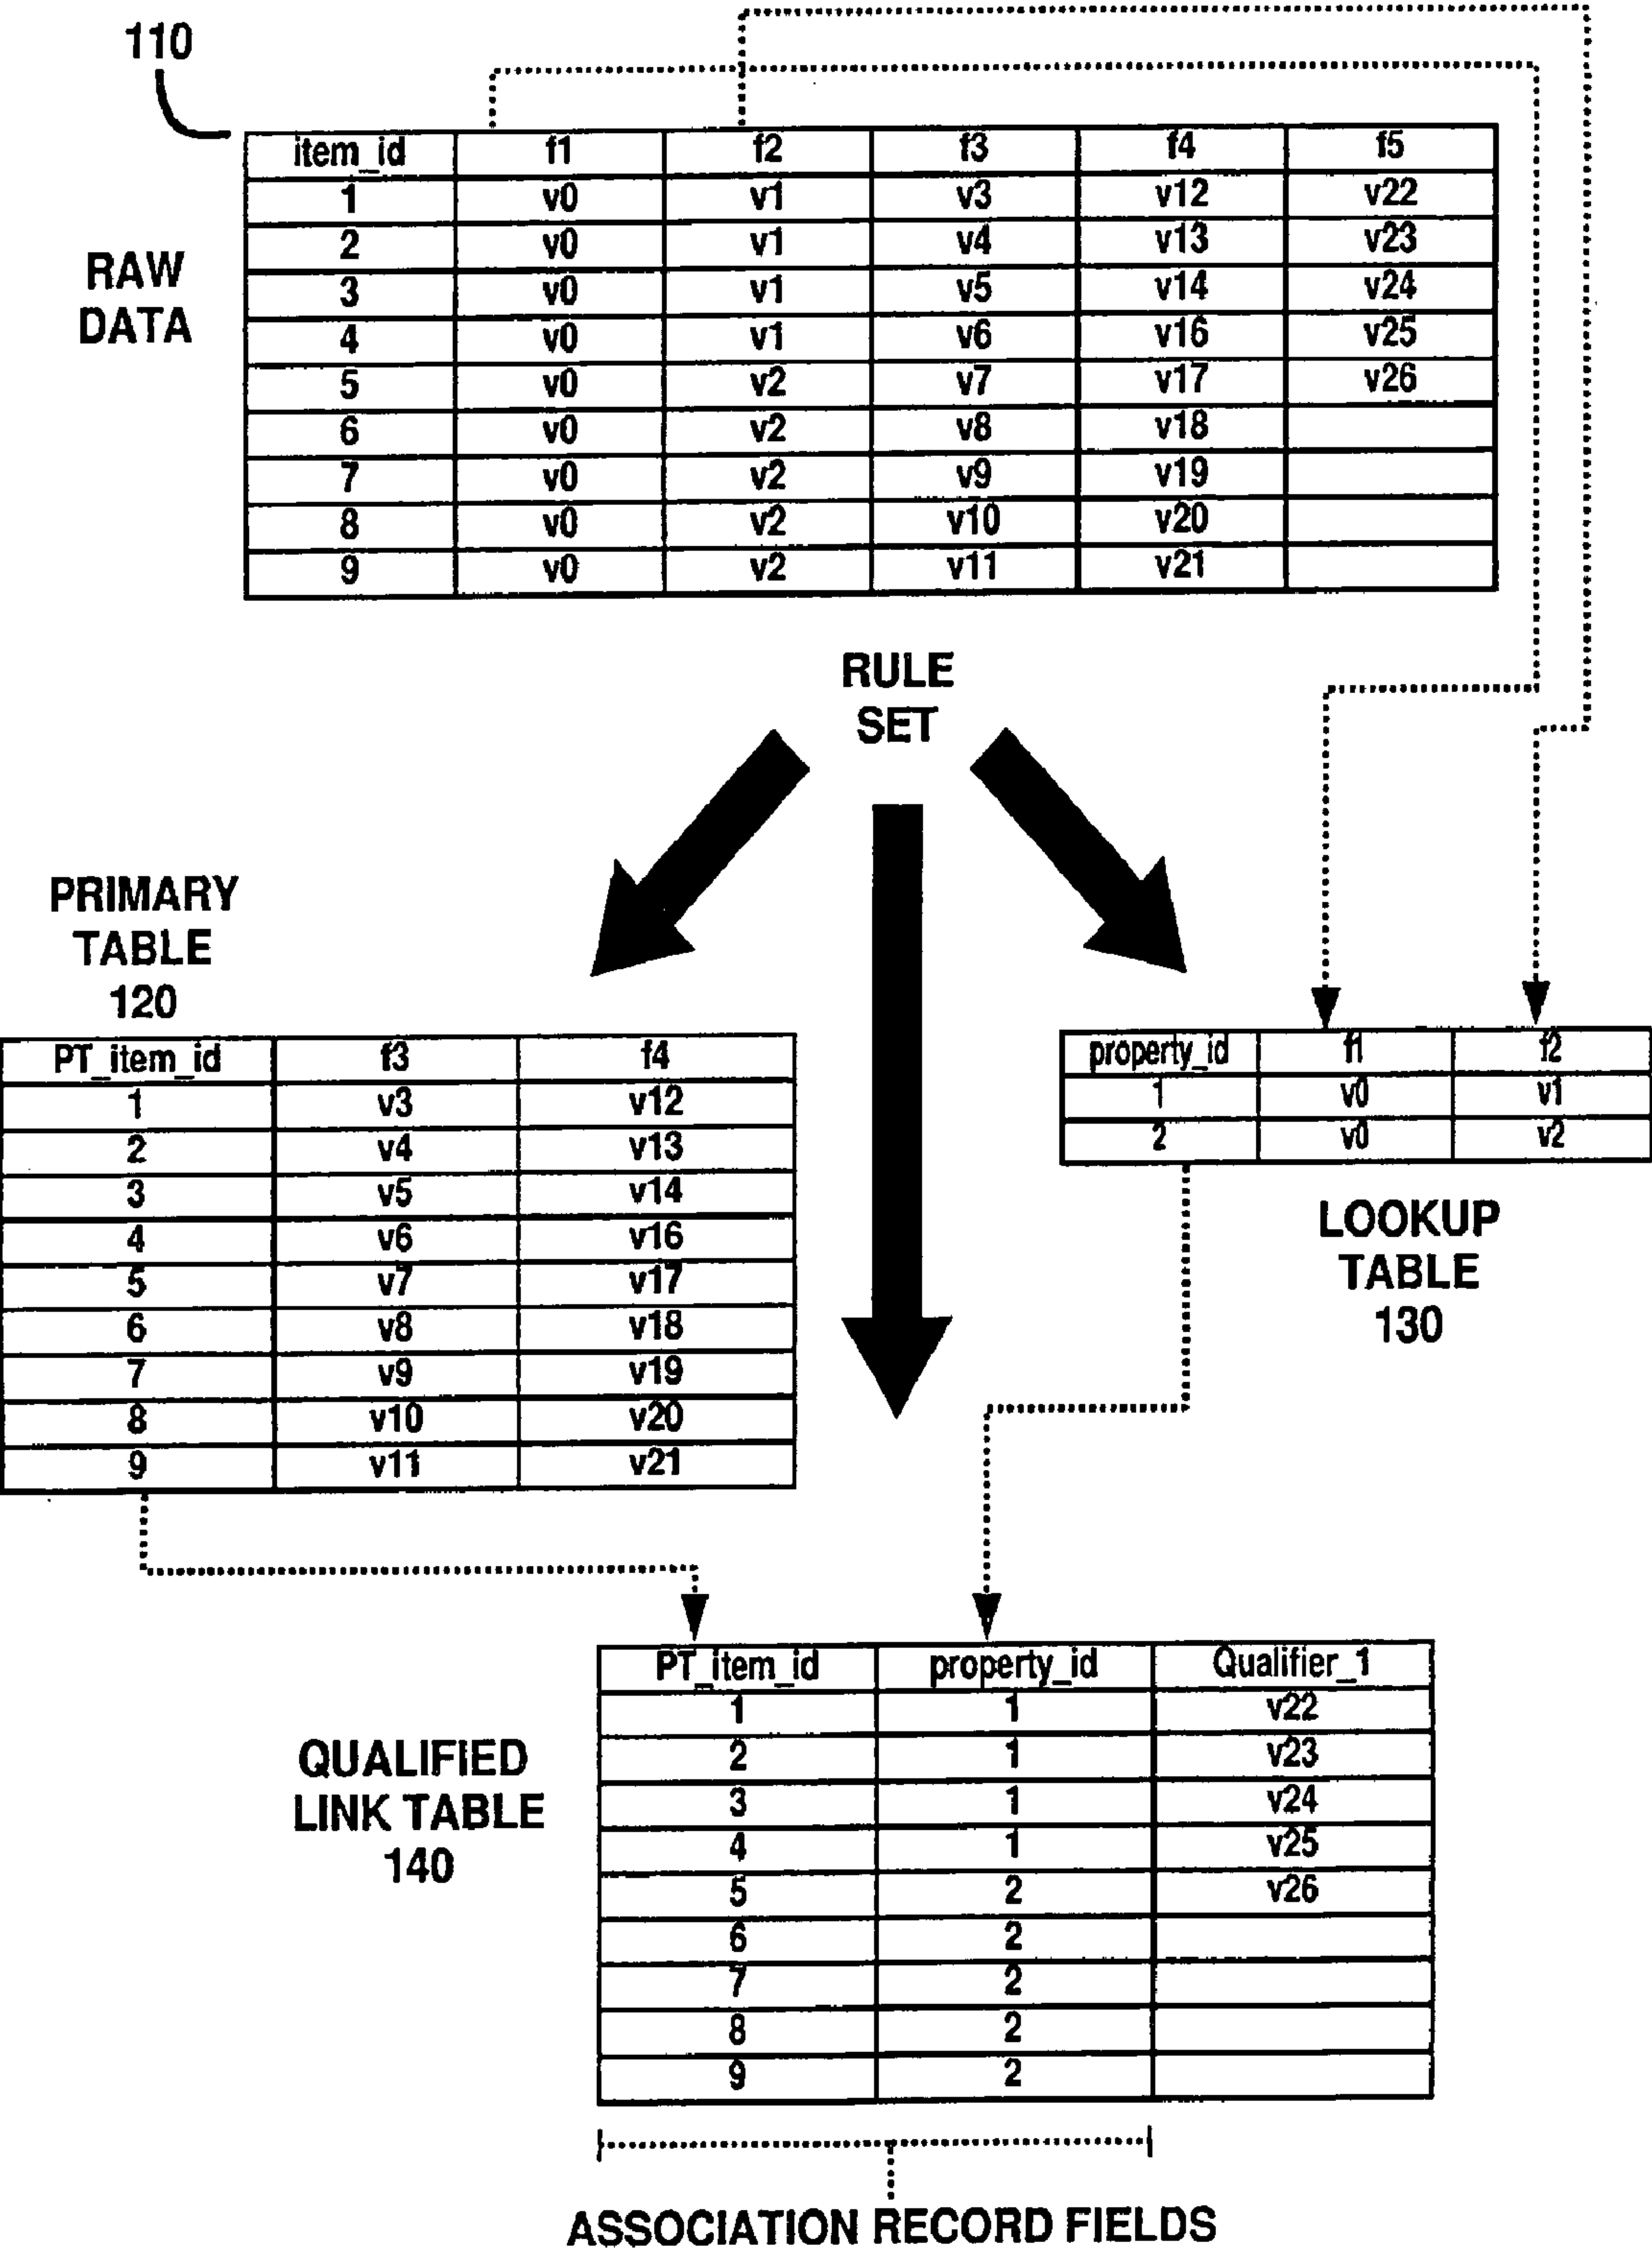 110
item_id f1 f2 f3 f4 f5
1 v0 v1 v3 v12 v22
2 v0 v1 v4 v13 v23
3 v0 v1 v5 v14 v24
4 v0 v1 v6 v16 v25
5 v0 v2 v7 v17 v26
6 v0 v2 v8 v18
7 v0 v2 v9 v19
8 v0 v2 v10 v20
9 v0 v2 v11 v21
RAW
DATA
RULE
SET
PRIMARY
TABLE
120
PT_item_id f3 f4
1 v3 v12
2 v4 v13
3 v5 v14
4 v6 v16
5 v7 v17
6 v8 v18
7 v9 v19
8 v10 v20
9 v11 v21
property_id f1 f2
1 v0 v1
2 v0 v2
LOOKUP
TABLE
130
PT_item_id property_id Qualifier_1
1 1 v22
2 1 v23
3 1 v24
4 1 v25
5 2 v26
6 2
7 2
8 2
9 2
QUALIFIED
LINK TABLE
140
ASSOCIATION RECORD FIELDS